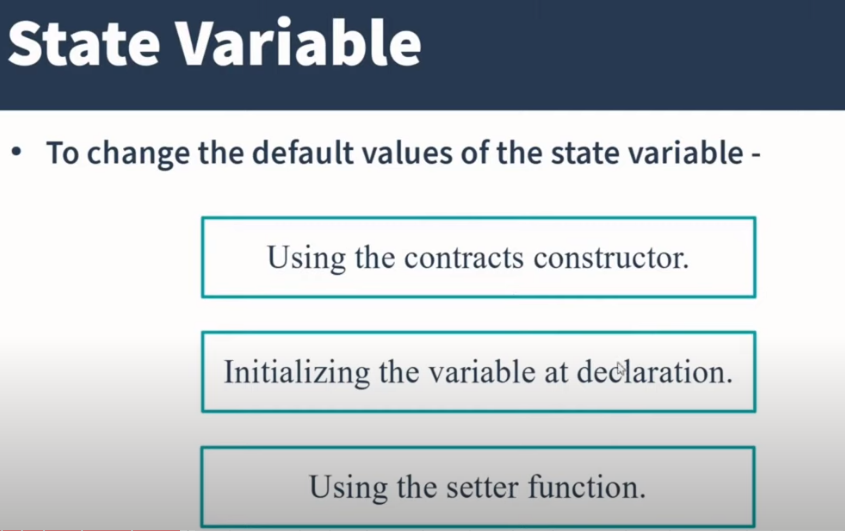 State Variable
• To change the default values of the state variable -
Using the contracts constructor.
Initializing the variable at declaration.
Using the setter function.